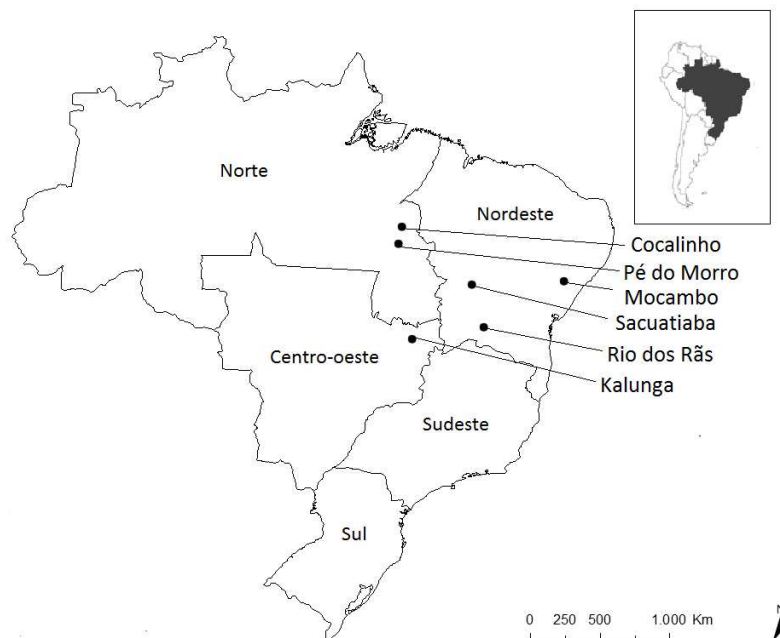 Norte
Nordeste
Cocalinho
Pé do Morro
Mocambo
Sacuatiaba
Rio dos Rãs
Kalunga
Centro-oeste
Sudeste
Sul
0 250 500 1.000 Km
N